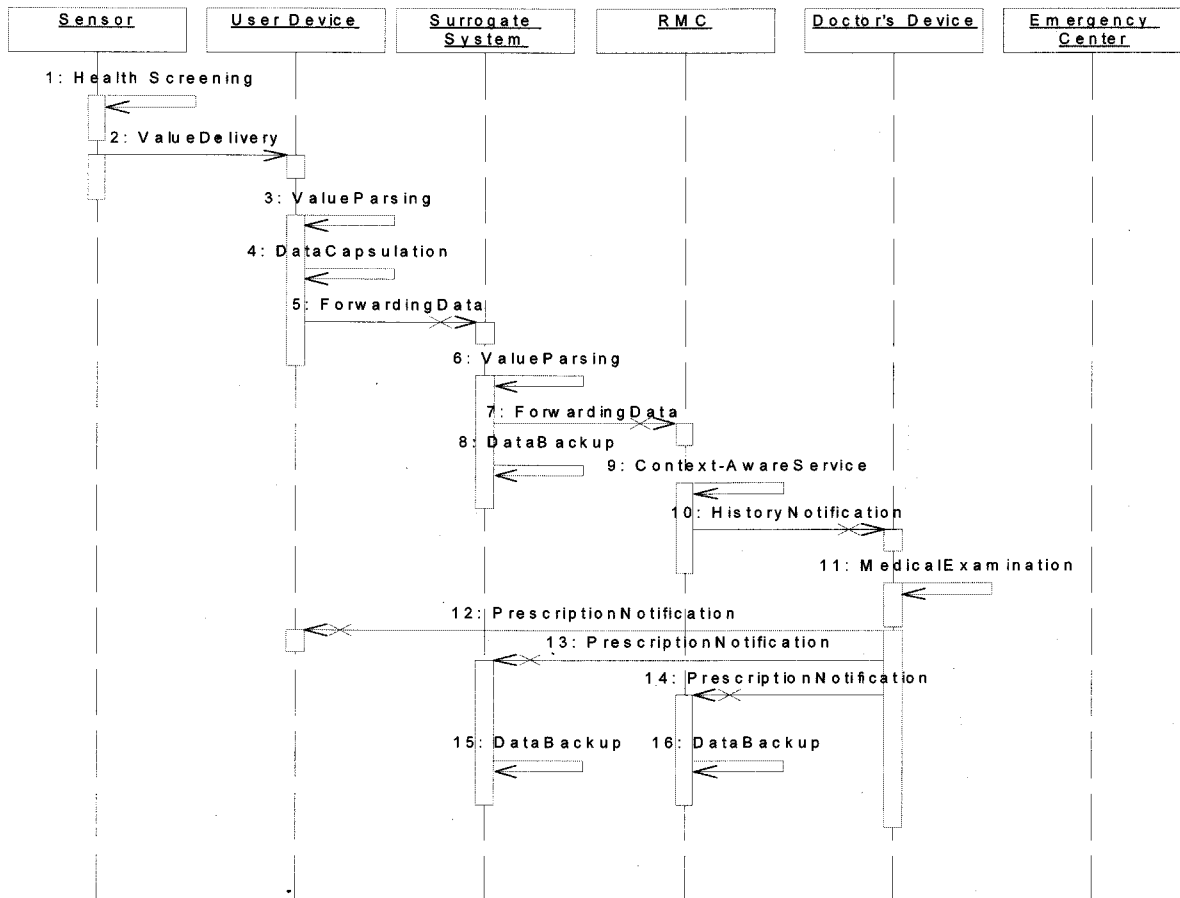 Sensor
User Device
Surrogate
System
RMC
Doctor's Device
Emergency
Center
1: Health Screening
2: ValueDelivery
3: ValueParsing
4: DataCapsulation
5: ForwardingData
6: ValueParsing
7: ForwardingData
8: DataBackup
9: Context-AwareService
10: HistoryNotification
11: MedicalExamination
12: PrescriptionNotification
13: PrescriptionNotification
14: PrescriptionNotification
15: DataBackup
16: DataBackup